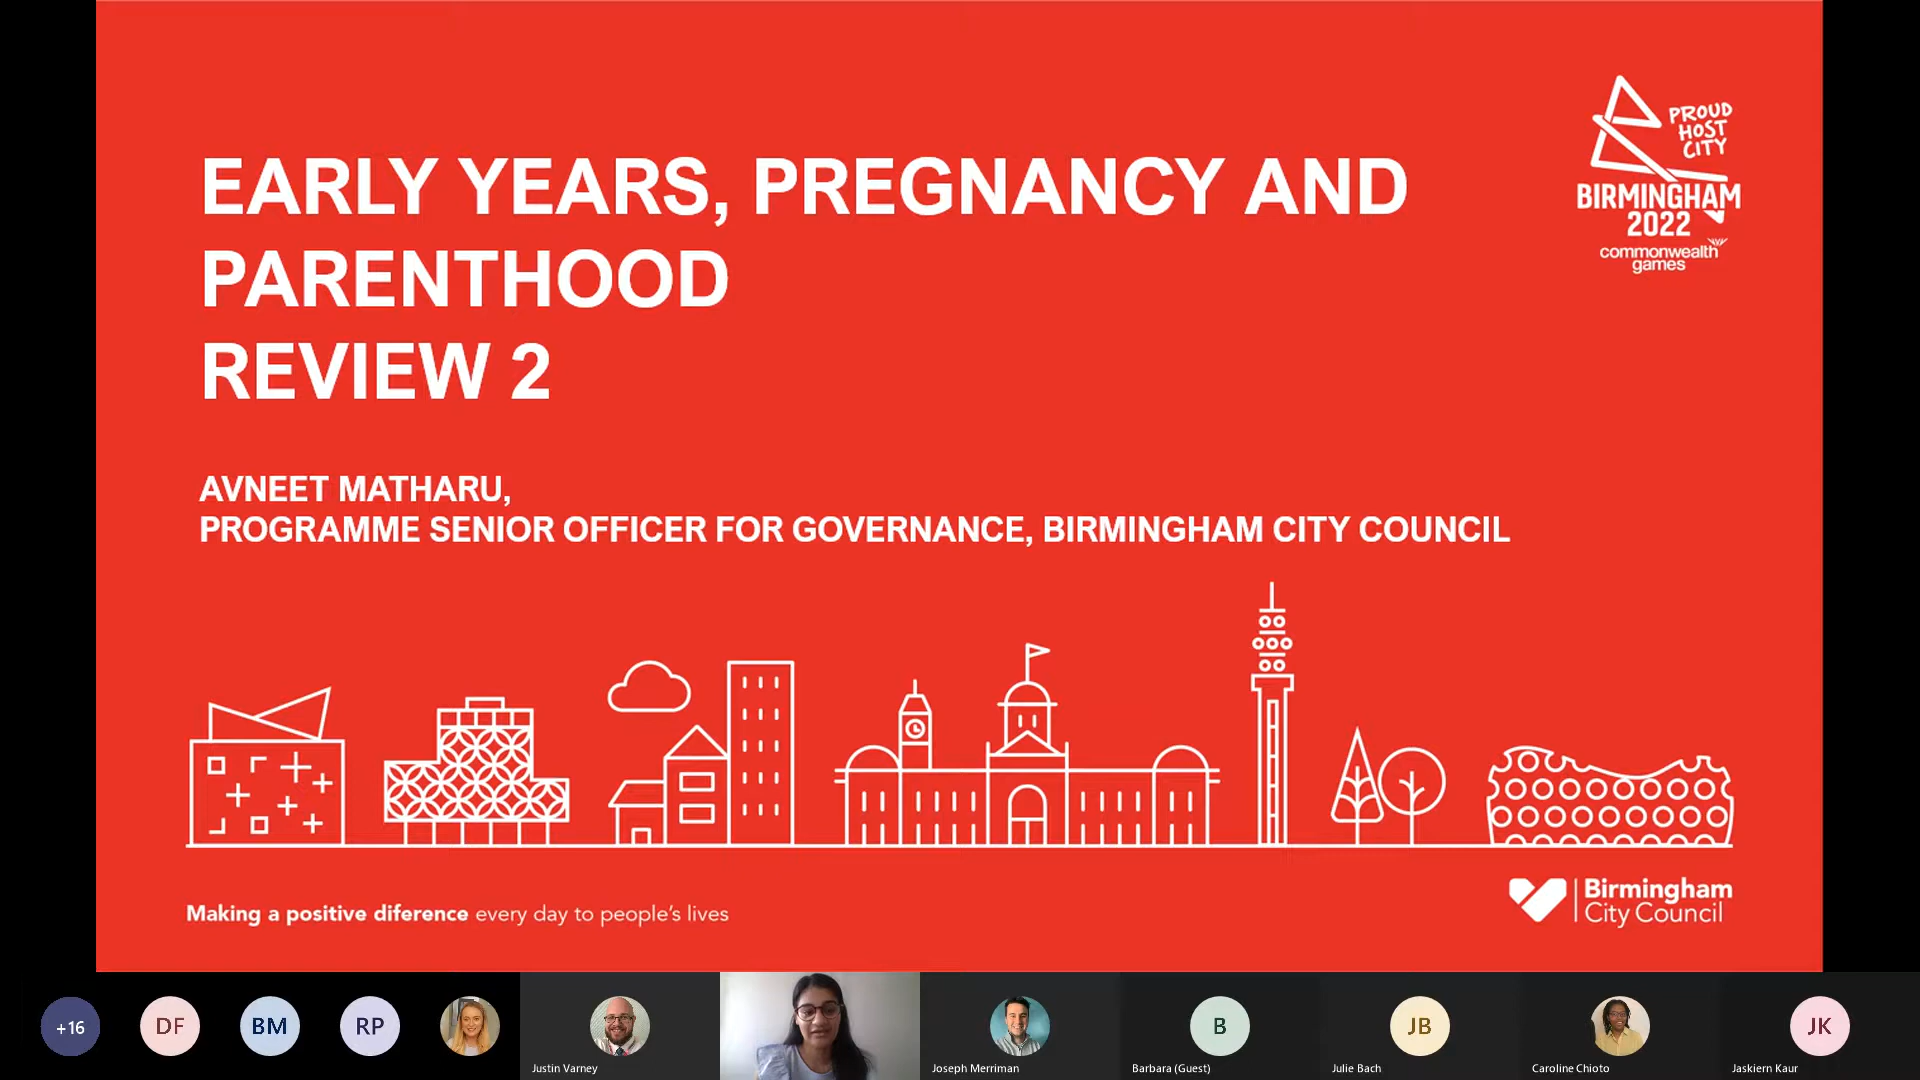 EARLY YEARS, PREGNANCY AND
PARENTHOOD
REVIEW 2
PROUD
HOST
CITY
BIRMINGHAM
2022
commonwealth
games
AVNEET MATHARU,
PROGRAMME SENIOR OFFICER FOR GOVERNANCE, BIRMINGHAM CITY COUNCIL
Making a positive diference every day to people's lives
Birmingham
City Council
+16
DF
BM
RP
Justin Varney
Joseph Merriman
B
Barbara (Guest)
JB
Julie Bach
Caroline Chioto
JK
Jaskiern Kaur